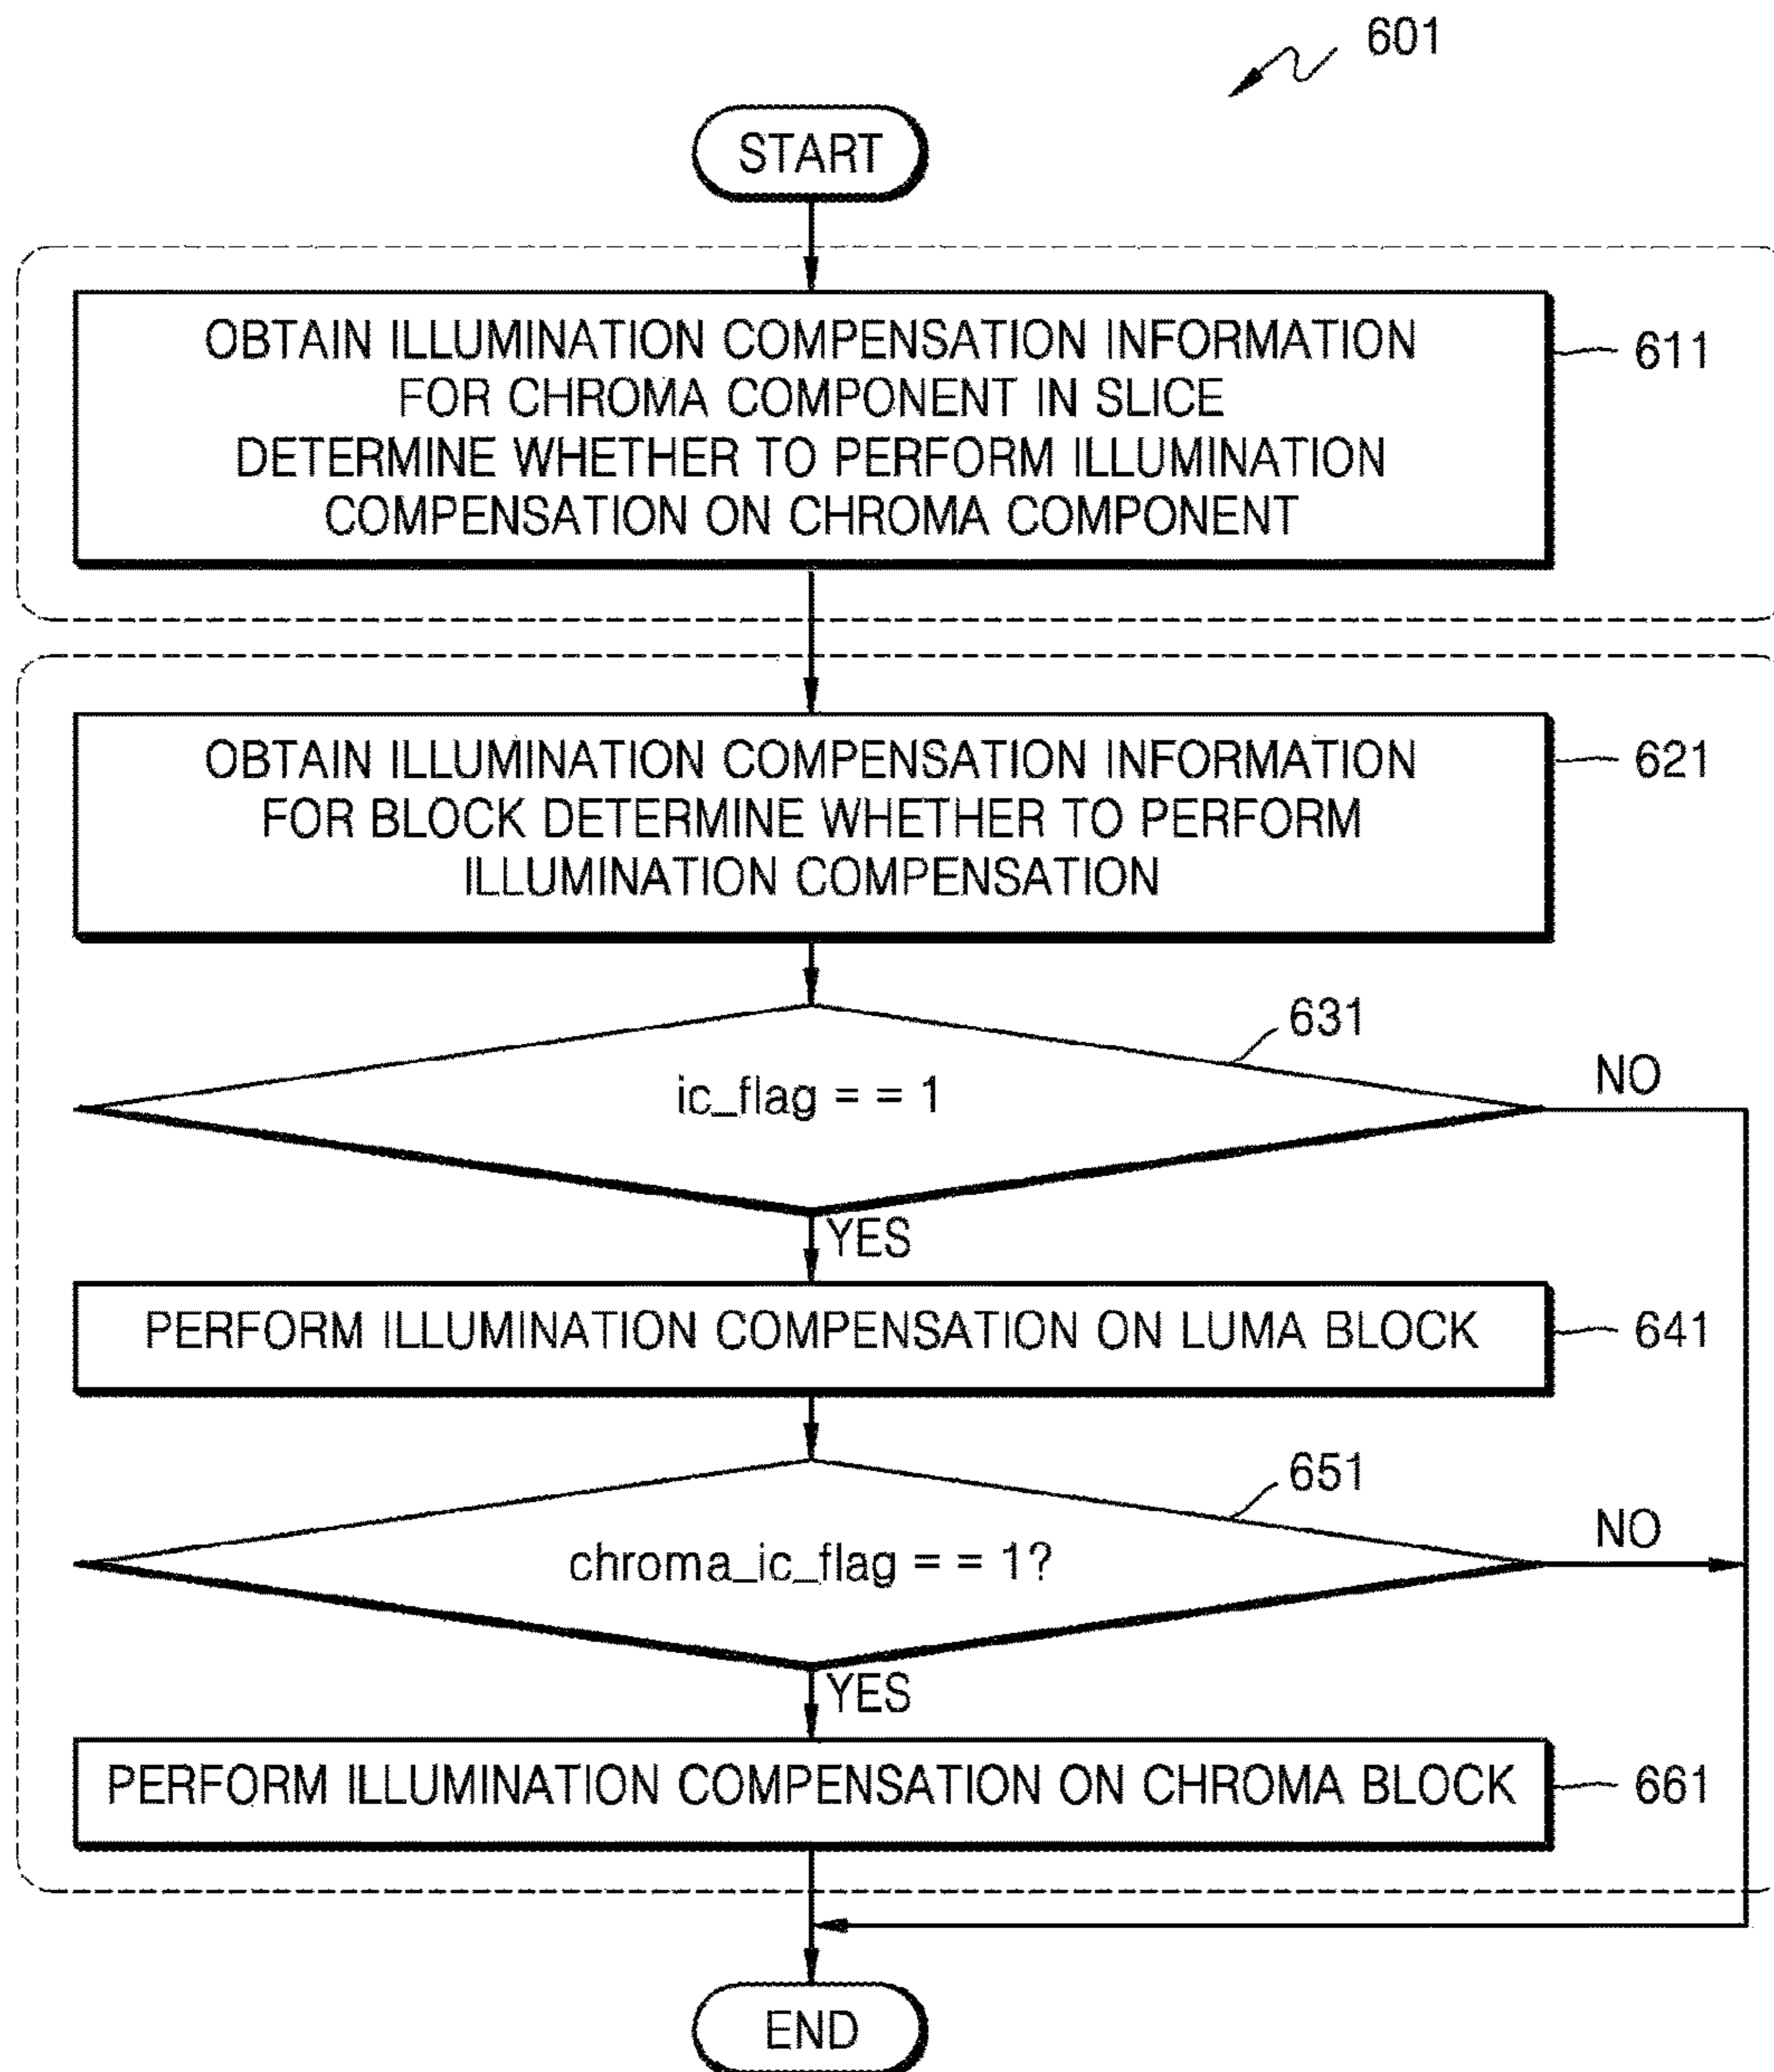 601
START
OBTAIN ILLUMINATION COMPENSATION INFORMATION
FOR CHROMA COMPONENT IN SLICE
DETERMINE WHETHER TO PERFORM ILLUMINATION
COMPENSATION ON CHROMA COMPONENT
611
OBTAIN ILLUMINATION COMPENSATION INFORMATION
FOR BLOCK DETERMINE WHETHER TO PERFORM
ILLUMINATION COMPENSATION
621
631
ic_flag = = 1
NO
YES
PERFORM ILLUMINATION COMPENSATION ON LUMA BLOCK
641
651
chroma_ic_flag = = 1?
NO
YES
PERFORM ILLUMINATION COMPENSATION ON CHROMA BLOCK
661
END